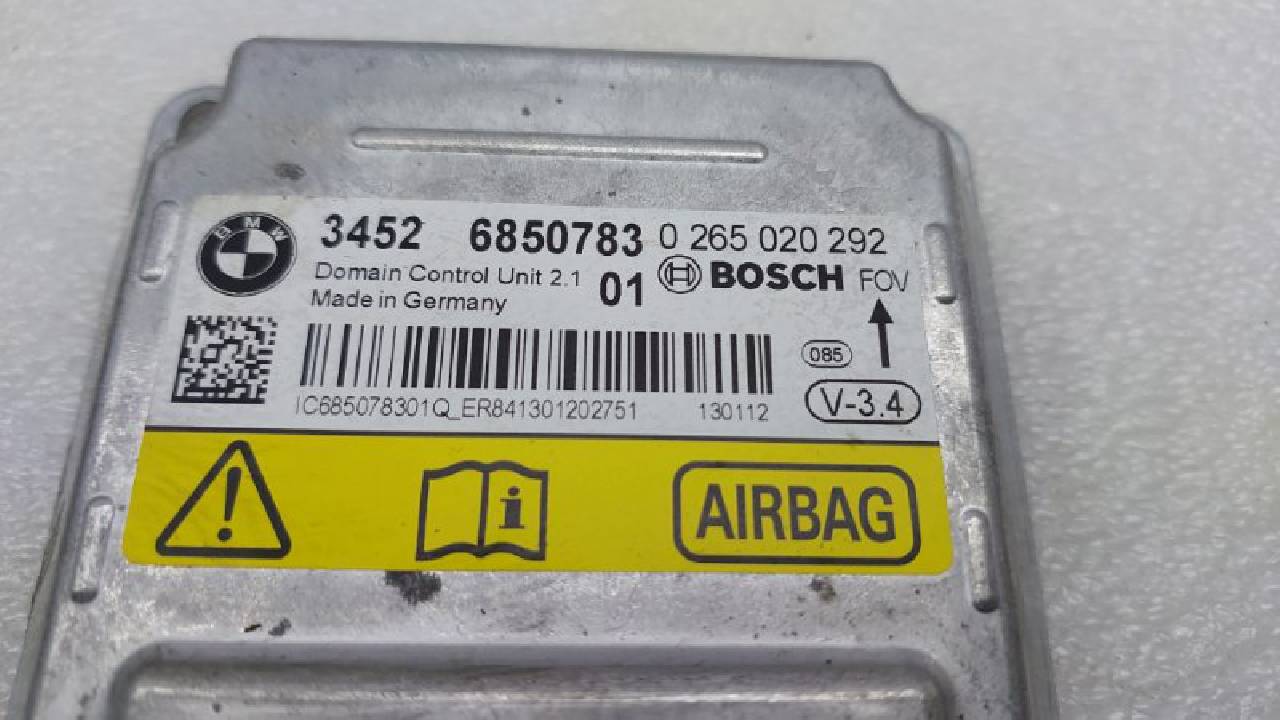 BMW
3452 6850783 0 265 020 292
Domain Control Unit 2.1 01 BOSCH FOV
Made in Germany
085
IC685078301Q_ER841301202751 130112 V-3.4
! i AIRBAG